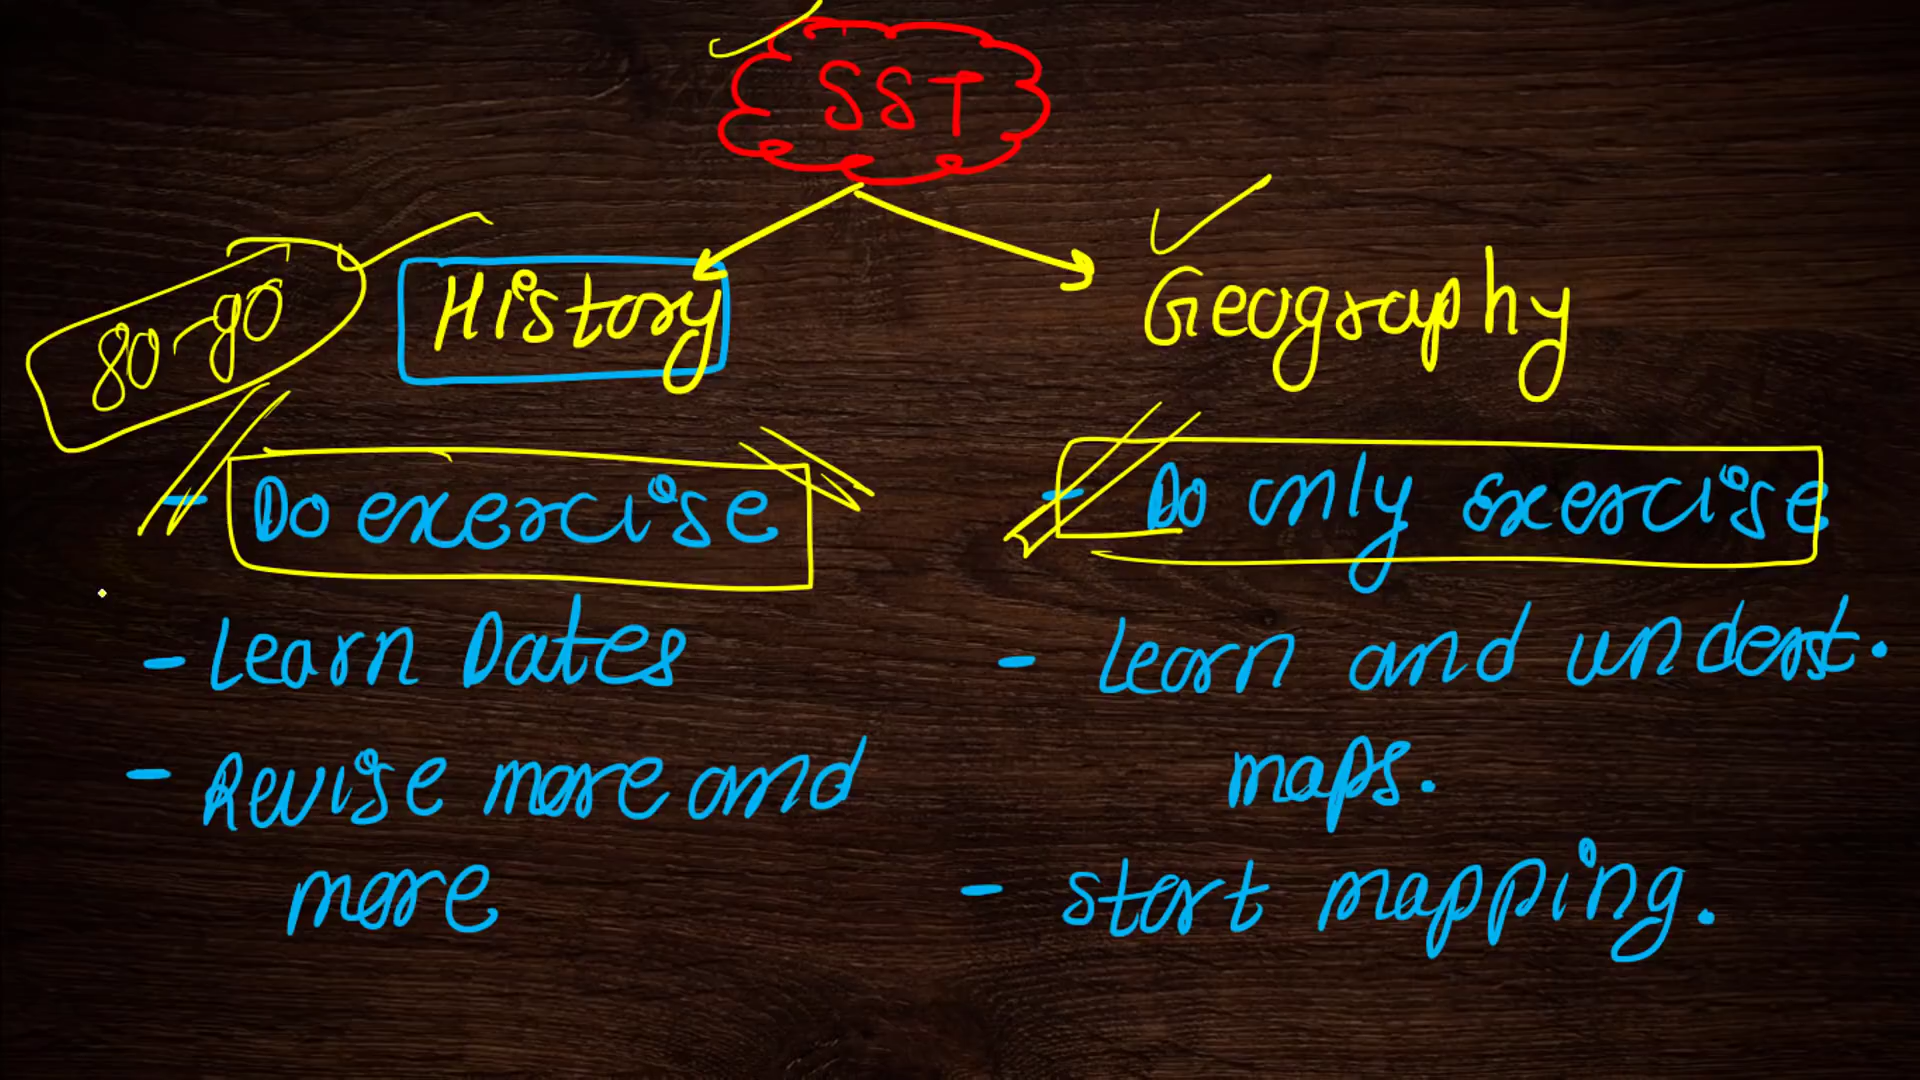 SST
80-90
History
Geography
- Do exercise
- Do only exercise
- Learn Dates
- Learn and underst.
maps.
- Revise more and
more
- start mapping.